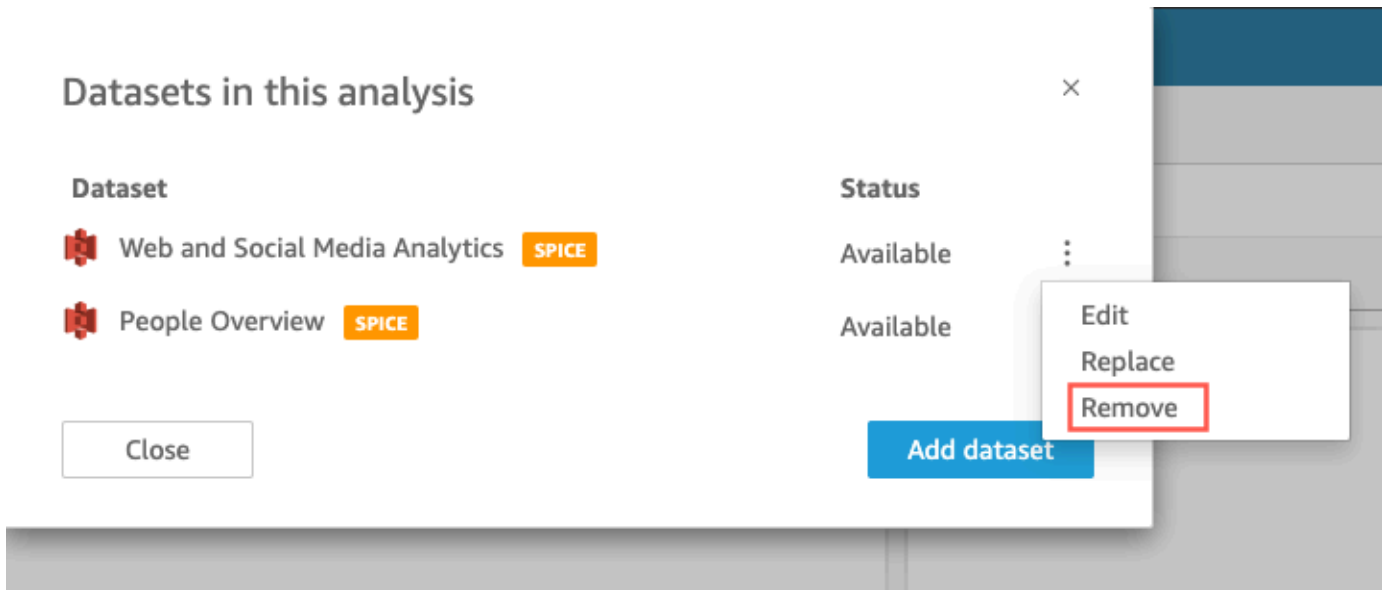 Datasets in this analysis
Dataset Status
Web and Social Media Analytics SPICE Available
People Overview SPICE Available
Edit
Replace
Remove
Close Add dataset